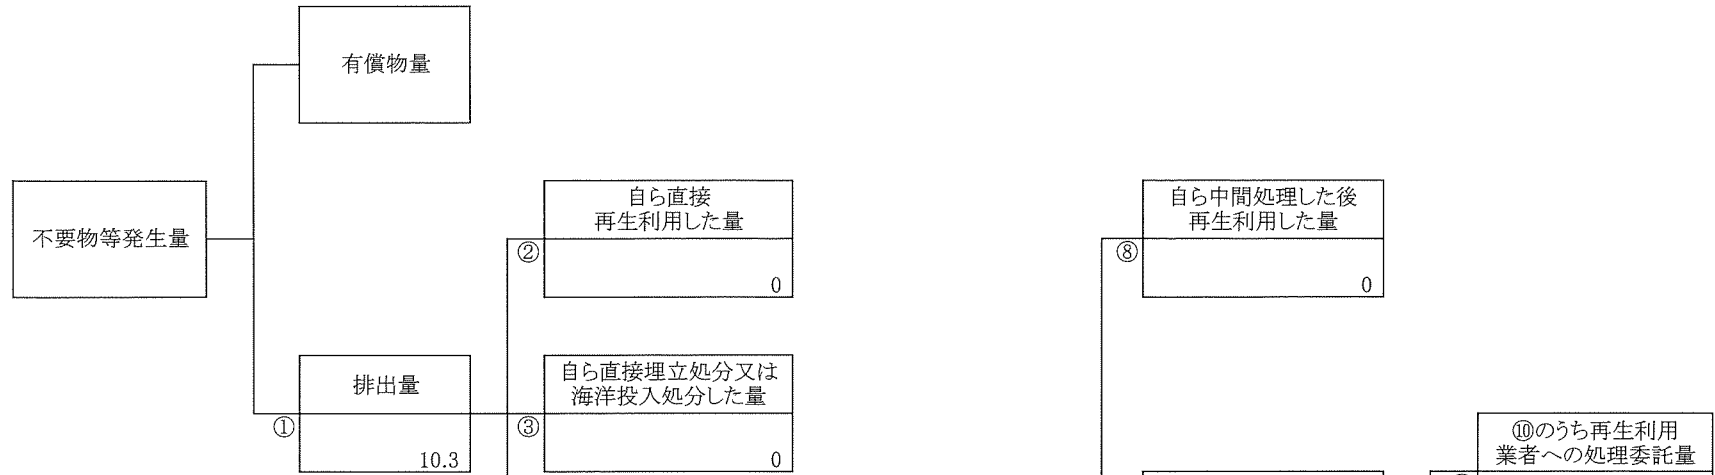 有償物量
不要物等発生量
自ら直接
再生利用した量
②
0
自ら中間処理した後
再生利用した量
⑧
0
排出量
①
10.3
自ら直接埋立処分又は
海洋投入処分した量
③
0
⑩のうち再生利用
業者への処理委託量